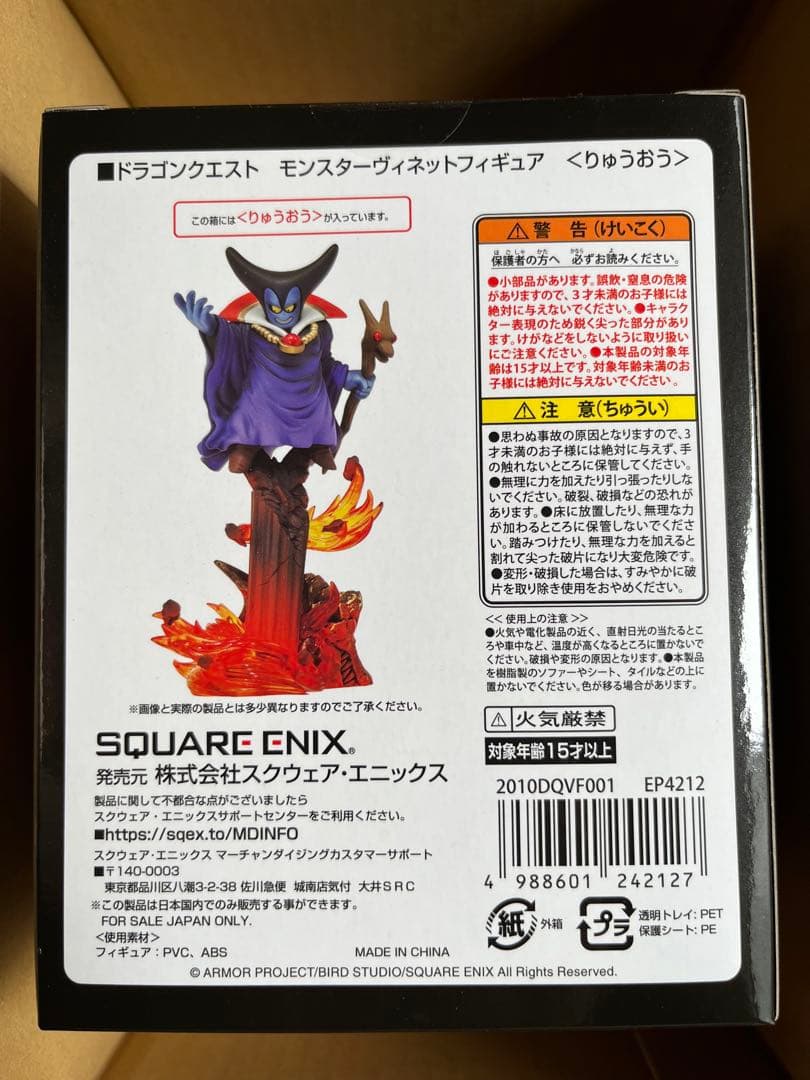 ■ドラゴンクエスト　モンスターヴィネットフィギュア　＜りゅうおう＞
この箱には＜りゅうおう＞が入っています。
※画像と実際の製品とは多少異なりますのでご了承ください。
SQUARE ENIX®
発売元 株式会社スクウェア・エニックス
製品に関して不都合な点がございましたら
スクウェア・エニックスサポートセンターをご利用ください。
■https://sqex.to/MDINFO
スクウェア・エニックス マーチャンダイジングカスタマーサポート
■〒140-0003
東京都品川区八潮3-2-38 佐川急便 城南店気付 大井ＳＲＣ
※この製品は日本国内でのみ販売する事ができます。
FOR SALE JAPAN ONLY.
＜使用素材＞
フィギュア：PVC、ABS
MADE IN CHINA
© ARMOR PROJECT/BIRD STUDIO/SQUARE ENIX All Rights Reserved.
⚠警 告（けいこく）
ほごしゃ かた かなら よ
保護者の方へ 必ずお読みください。
●小部品があります。誤飲・窒息の危険
がありますので、3才未満のお子様には
絶対に与えないでください。●キャラク
ター表現のため鋭く尖った部分があり
ます。けがなどをしないように取り扱い
にご注意ください。●本製品の対象年
齢は15才以上です。対象年齢未満のお
子様には絶対に与えないでください。
⚠注 意（ちゅうい）
●思わぬ事故の原因となりますので、3
才未満のお子様には絶対に与えず、手
の触れないところに保管してください。
●無理に力を加えたり引っ張ったりしな
いでください。破裂、破損などの恐れが
あります。●床に放置したり、無理な力
が加わるところに保管しないでくださ
い。踏みつけたり、無理な力を加えると
割れて尖った破片になり大変危険です。
●変形・破損した場合は、すみやかに破
片を取り除き使用をおやめください。
＜＜ 使用上の注意 ＞＞
●火気や電化製品の近く、直射日光の当たるとこ
ろや車中など、温度が高くなるところに置かないで
ください。破損や変形の原因となります。●本製品
を樹脂製のソファーやシート、タイルなどの上に
置かないでください。色が移る場合があります。
⚠火気厳禁
対象年齢15才以上
2010DQVF001 EP4212
4 988601 242127
紙 外箱
プラ 透明トレイ：PET
保護シート：PE